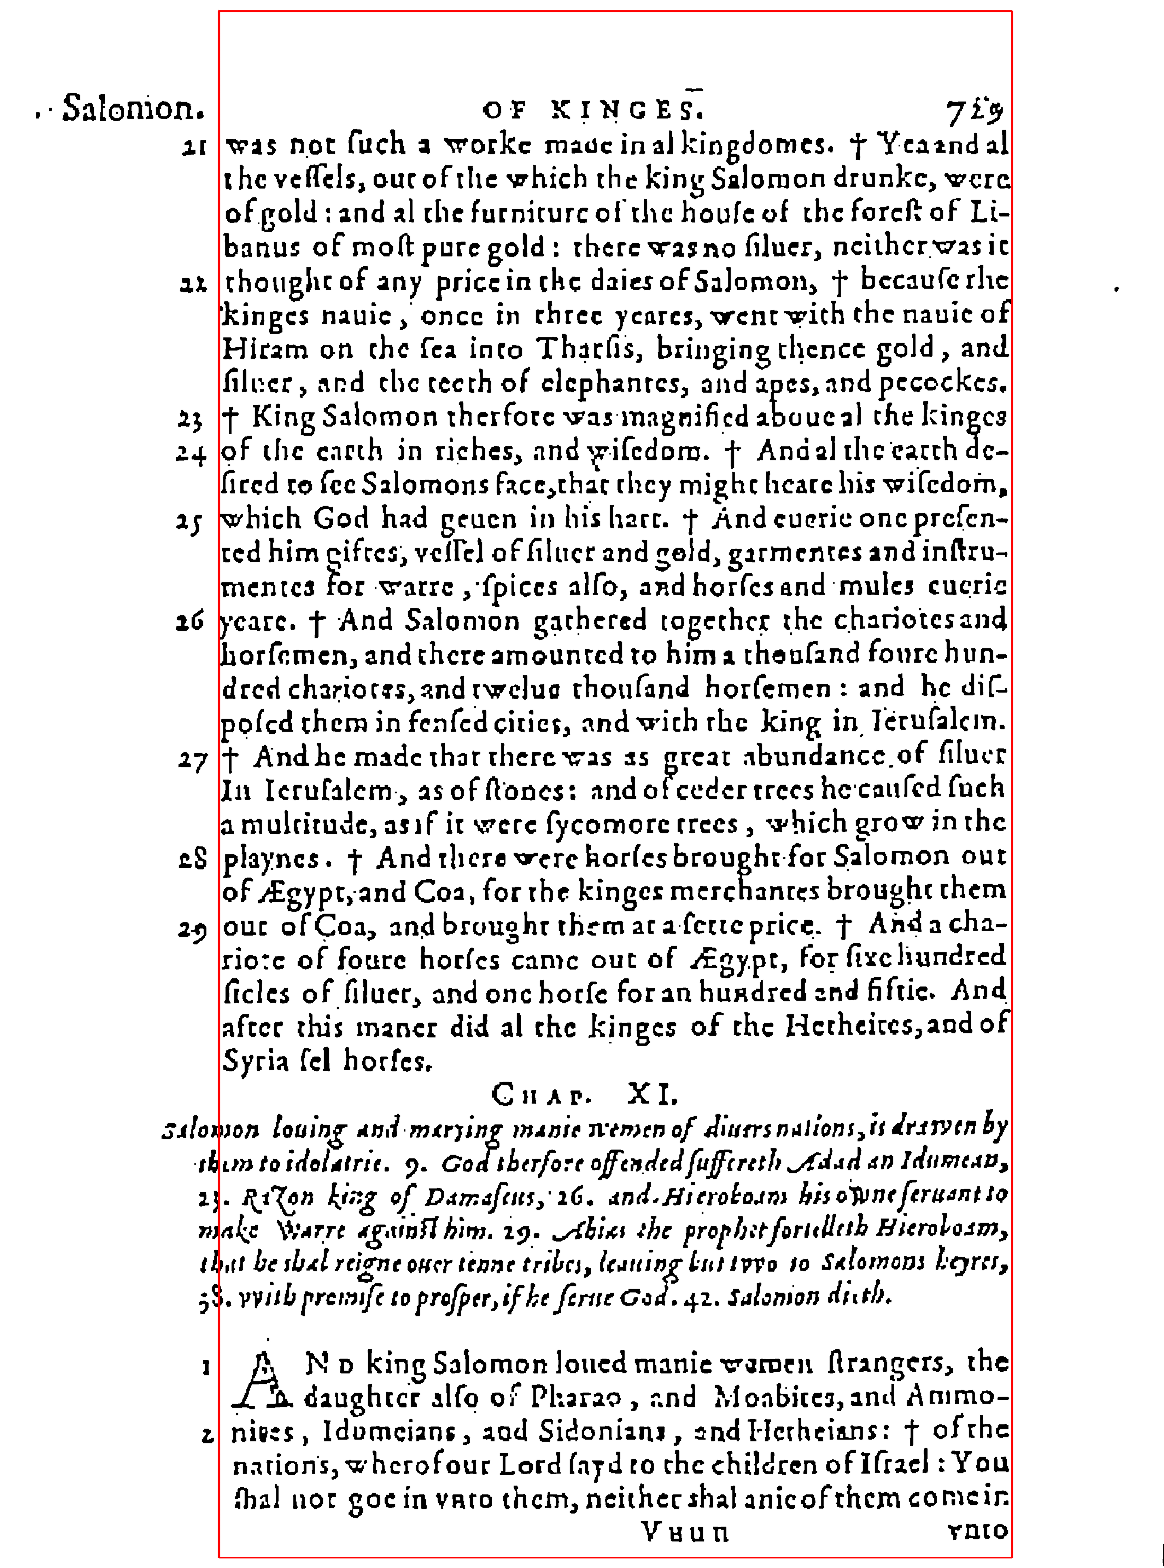 Salomon. OF KINGES. 719
21 was not ſuch a worke made in al kingdomes. † Yea and al
the veſſels, out of the which the king Salomon drunke, were
of gold : and al the furniture of the houſe of the foreſt of Li-
banus of moſt pure gold : there was no ſiluer, neither was it
22 thought of any price in the daies of Salomon, † becauſe the
kinges nauie, once in three yeares, went with the nauie of
Hiram on the ſea into Tharſis, bringing thence gold, and
ſiluer, and the teeth of elephantes, and apes, and pecockes.
23 † King Salomon therfore was magnified aboue al the kinges
24 of the earth in riches, and wiſedom. † And al the earth de-
ſired to ſee Salomons face, that they might heare his wiſedom,
25 which God had geuen in his hart. † And euerie one preſen-
ted him giftes, veſſel of ſiluer and gold, garmentes and inſtru-
mentes for warre, ſpices alſo, and horſes and mules euerie
26 yeare. † And Salomon gathered together the chariotes and
horſemen, and there amounted to him a thouſand foure hun-
dred chariotes, and twelue thouſand horſemen : and he diſ-
poſed them in fenſed cities, and with the king in Ieruſalem.
27 † And he made that there was as great abundance of ſiluer
In Ieruſalem, as of ſtones: and of ceder trees he cauſed ſuch
a multitude, as if it were ſycomore trees, which grow in the
28 playnes. † And there were horſes brought for Salomon out
of Ægypt, and Coa, for the kinges merchantes brought them
29 out of Coa, and brought them at a ſette price. † And a cha-
riote of foure horſes came out of Ægypt, for ſixe hundred
ſicles of ſiluer, and one horſe for an hundred and fiftie. And
after this maner did al the kinges of the Hetheites, and of
Syria ſel horſes.
CHAP. XI.
Salomon louing and marying manie wemen of diuers nations, is drawen by
them to idolatrie. 9. God therfore offended ſuffereth Adad an Idumean,
23. Razon king of Damaſcus, 26. and Hieroboam his owne ſeruant to
make Warre againſt him. 29. Ahias the prophet fortelleth Hieroboam,
that he shal reigne ouer tenne tribes, leauing but two to Salomons heyres,
38. vvith promiſe to proſper, if he ſerue God. 42. Salomon dieth.
1 AND king Salomon loued manie wemen ſtrangers, the
daughter alſo of Pharao, and Moabites, and Ammo-
2 nites, Idumeians, and Sidonians, and Hetheians: † of the
nations, wherof our Lord ſayd to the children of Iſrael : You
ſhal not goe in vnto them, neither shal anie of them come in
Vuuu vnto